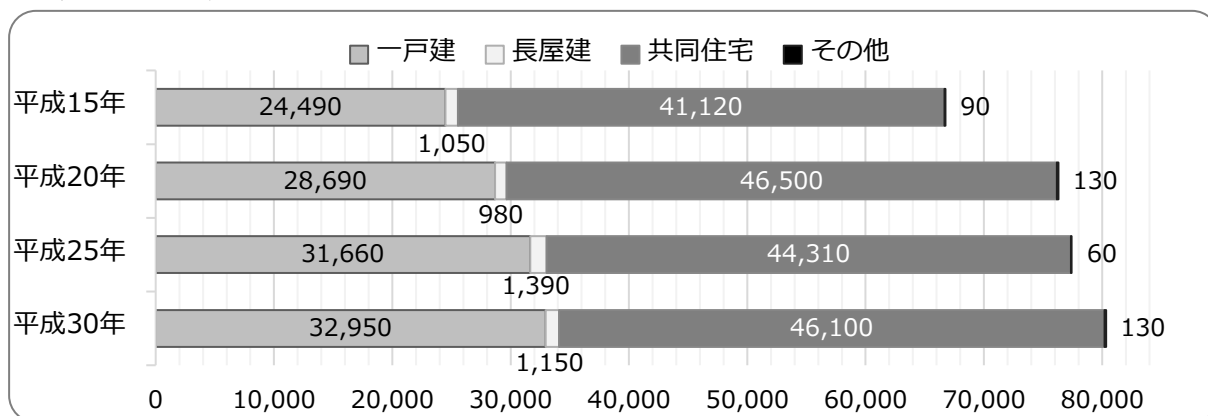 一戸建 長屋建 共同住宅 その他
平成15年 24,490 41,120 90
1,050
平成20年 28,690 46,500 130
980
平成25年 31,660 44,310 60
1,390
平成30年 32,950 46,100 130
1,150
0 10,000 20,000 30,000 40,000 50,000 60,000 70,000 80,000